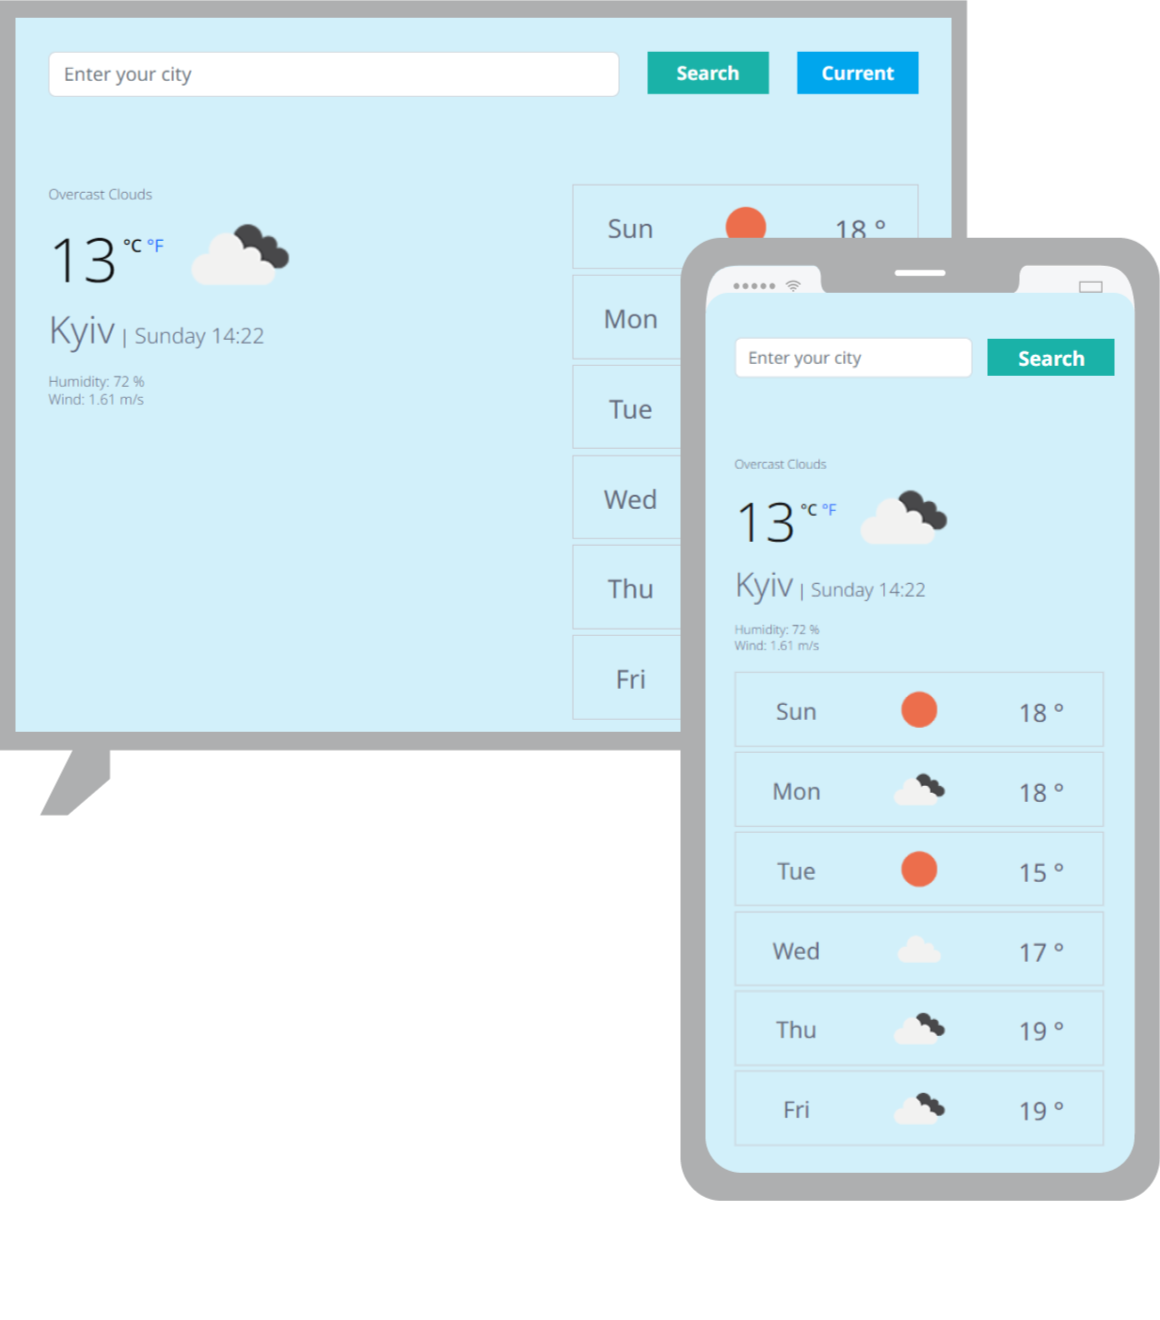 Enter your city
Search
Current
Overcast Clouds
13 °C °F
Kyiv | Sunday 14:22
Humidity: 72 %
Wind: 1.61 m/s
Sun 18 °
Mon
Tue
Wed
Thu
Fri
Enter your city
Search
Overcast Clouds
13 °C °F
Kyiv | Sunday 14:22
Humidity: 72 %
Wind: 1.61 m/s
Sun 18 °
Mon 18 °
Tue 15 °
Wed 17 °
Thu 19 °
Fri 19 °